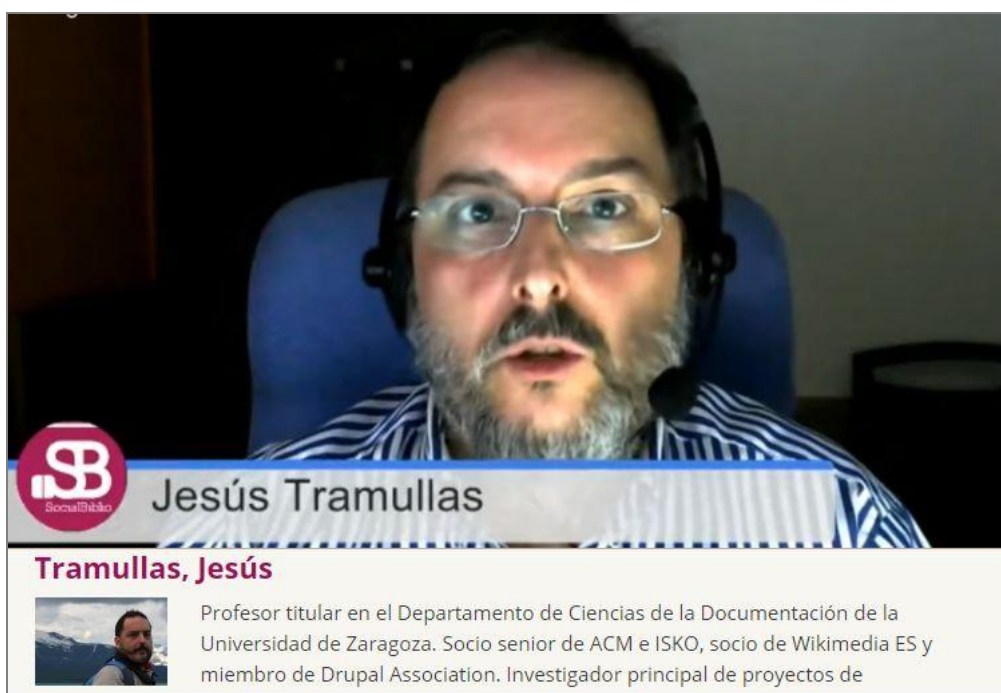 SB
SocialBiblio
Jesús Tramullas
Tramullas, Jesús
Profesor titular en el Departamento de Ciencias de la Documentación de la
Universidad de Zaragoza. Socio senior de ACM e ISKO, socio de Wikimedia ES y
miembro de Drupal Association. Investigador principal de proyectos de